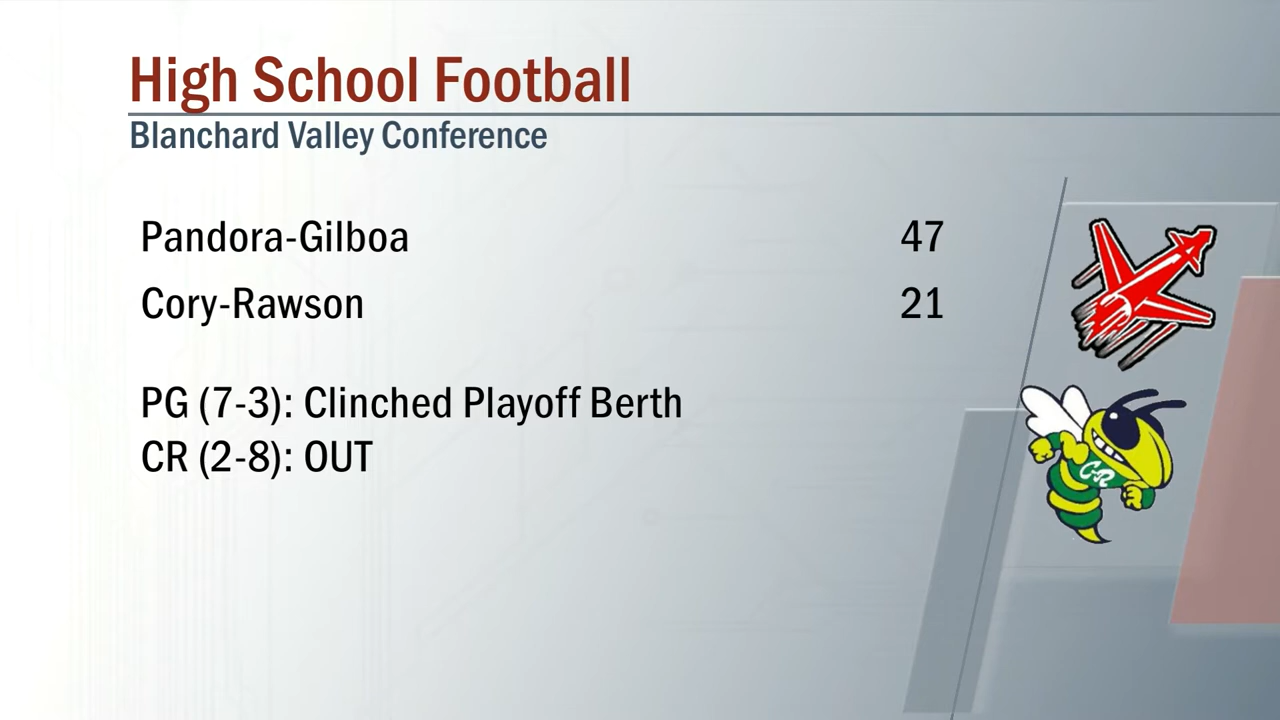 High School Football
Blanchard Valley Conference
Pandora-Gilboa 47
Cory-Rawson 21
PG (7-3): Clinched Playoff Berth
CR (2-8): OUT
C-R